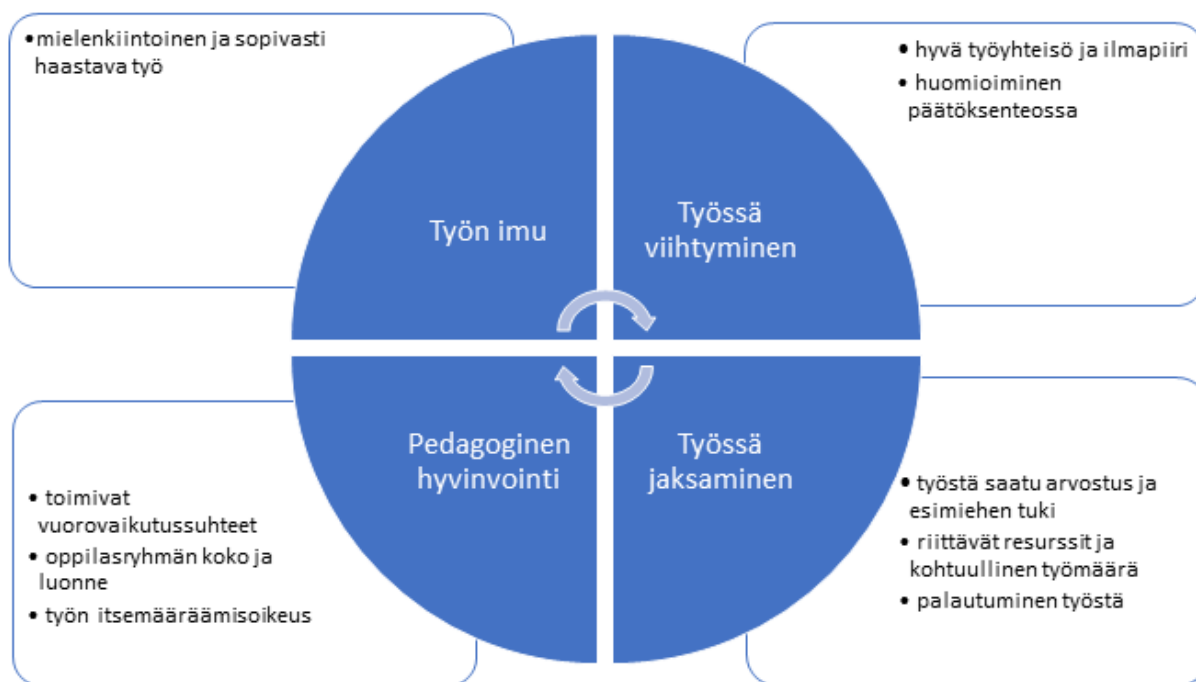 •mielenkiintoinen ja sopivasti
haastava työ
• hyvä työyhteisö ja ilmapiiri
• huomioiminen
päätöksenteossa
Työn imu
Työssä
viihtyminen
Pedagoginen
hyvinvointi
Työssä
jaksaminen
• toimivat
vuorovaikutussuhteet
• oppilasryhmän koko ja
luonne
• työn itsemääräämisoikeus
• työstä saatu arvostus ja
esimiehen tuki
• riittävät resurssit ja
kohtuullinen työmäärä
• palautuminen työstä